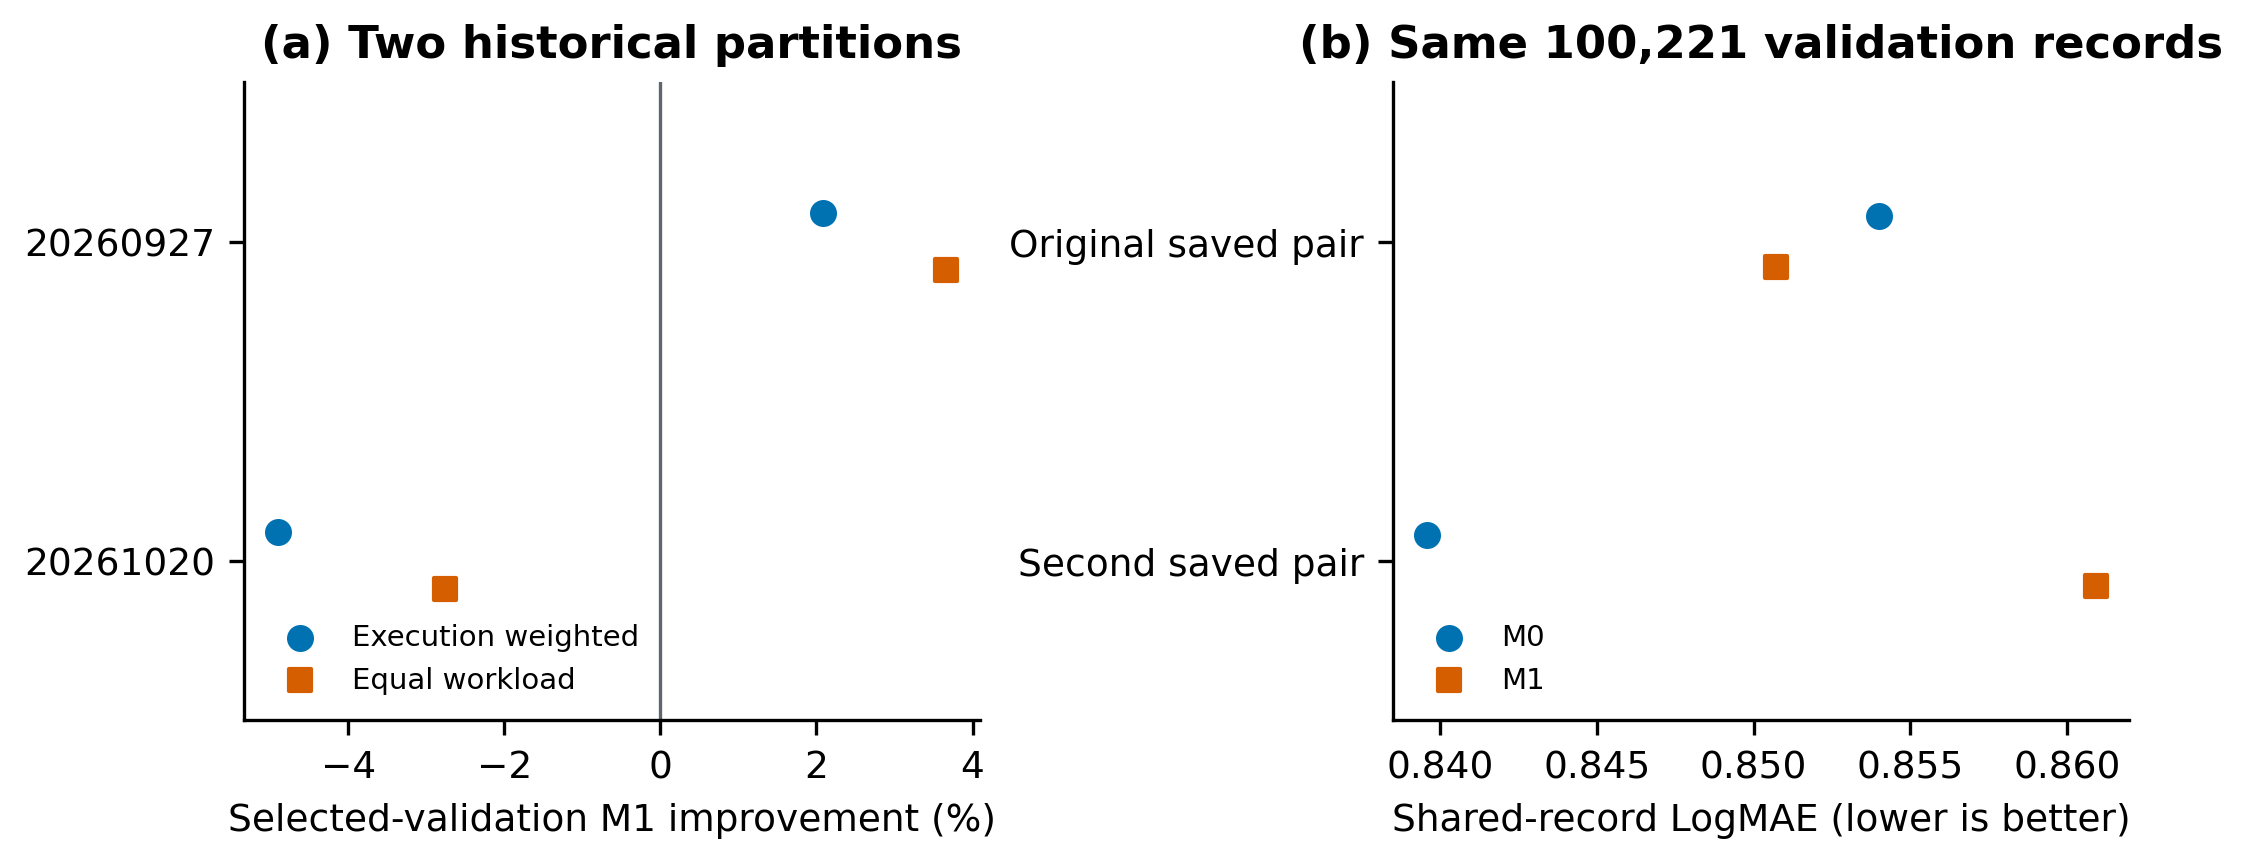 (a) Two historical partitions
20260927
20261020
Execution weighted
Equal workload
−4 −2 0 2 4
Selected-validation M1 improvement (%)
(b) Same 100,221 validation records
Original saved pair
Second saved pair
M0
M1
0.840 0.845 0.850 0.855 0.860
Shared-record LogMAE (lower is better)